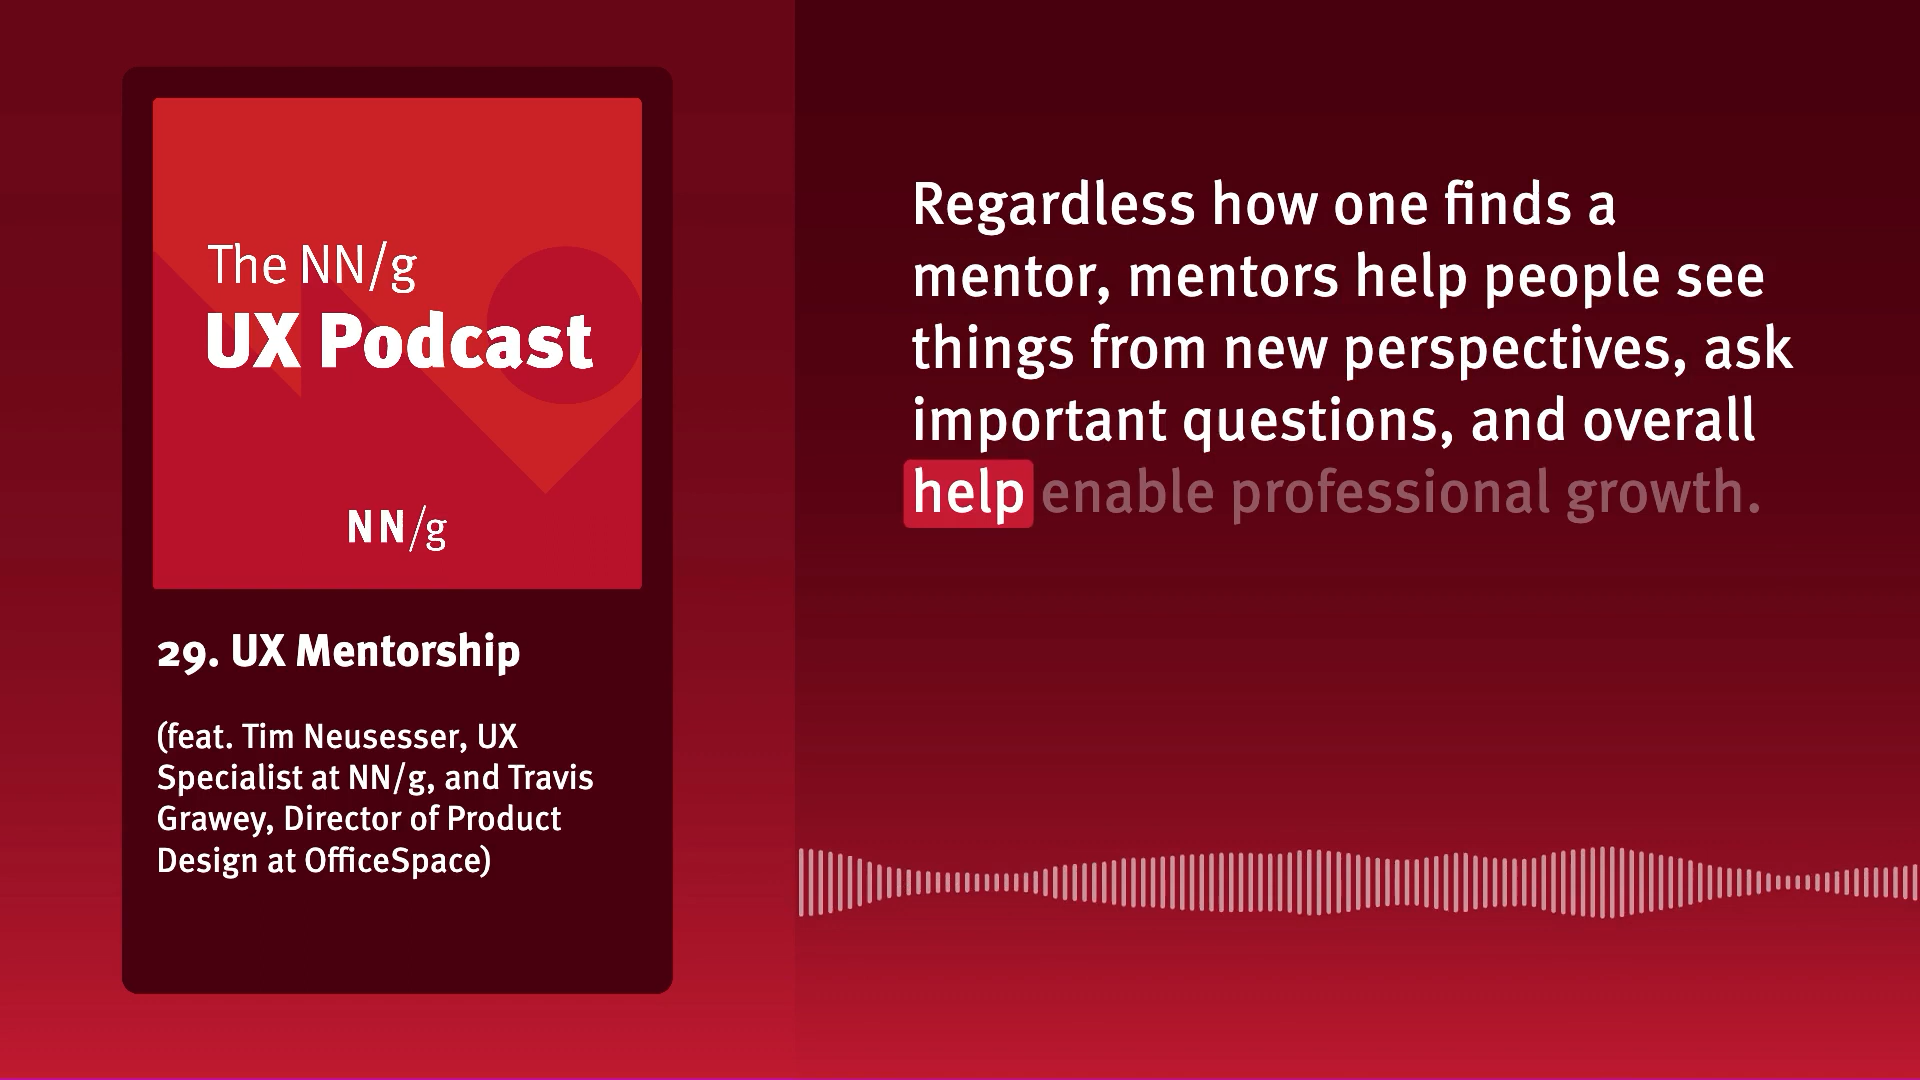 The NN/g
UX Podcast
NN/g
29. UX Mentorship
(feat. Tim Neusesser, UX
Specialist at NN/g, and Travis
Grawey, Director of Product
Design at OfficeSpace)
Regardless how one finds a
mentor, mentors help people see
things from new perspectives, ask
important questions, and overall
help enable professional growth.